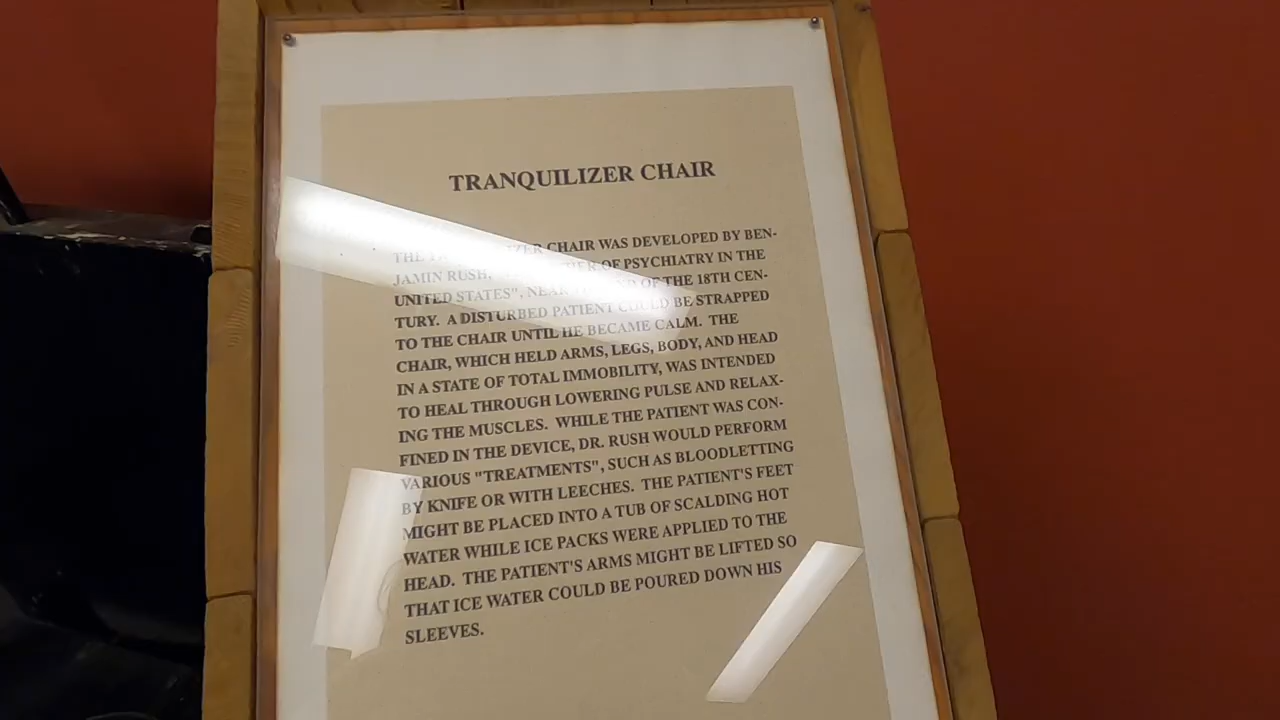 TRANQUILIZER CHAIR
THE CHAIR WAS DEVELOPED BY BEN-
JAMIN RUSH, OF PSYCHIATRY IN THE
UNITED STATES", NEAR OF THE 18TH CEN-
TURY. A DISTURBED PATIENT COULD BE STRAPPED
TO THE CHAIR UNTIL HE BECAME CALM. THE
CHAIR, WHICH HELD ARMS, LEGS, BODY, AND HEAD
IN A STATE OF TOTAL IMMOBILITY, WAS INTENDED
TO HEAL THROUGH LOWERING PULSE AND RELAX-
ING THE MUSCLES. WHILE THE PATIENT WAS CON-
FINED IN THE DEVICE, DR. RUSH WOULD PERFORM
VARIOUS "TREATMENTS", SUCH AS BLOODLETTING
BY KNIFE OR WITH LEECHES. THE PATIENT'S FEET
MIGHT BE PLACED INTO A TUB OF SCALDING HOT
WATER WHILE ICE PACKS WERE APPLIED TO THE
HEAD. THE PATIENT'S ARMS MIGHT BE LIFTED SO
THAT ICE WATER COULD BE POURED DOWN HIS
SLEEVES.